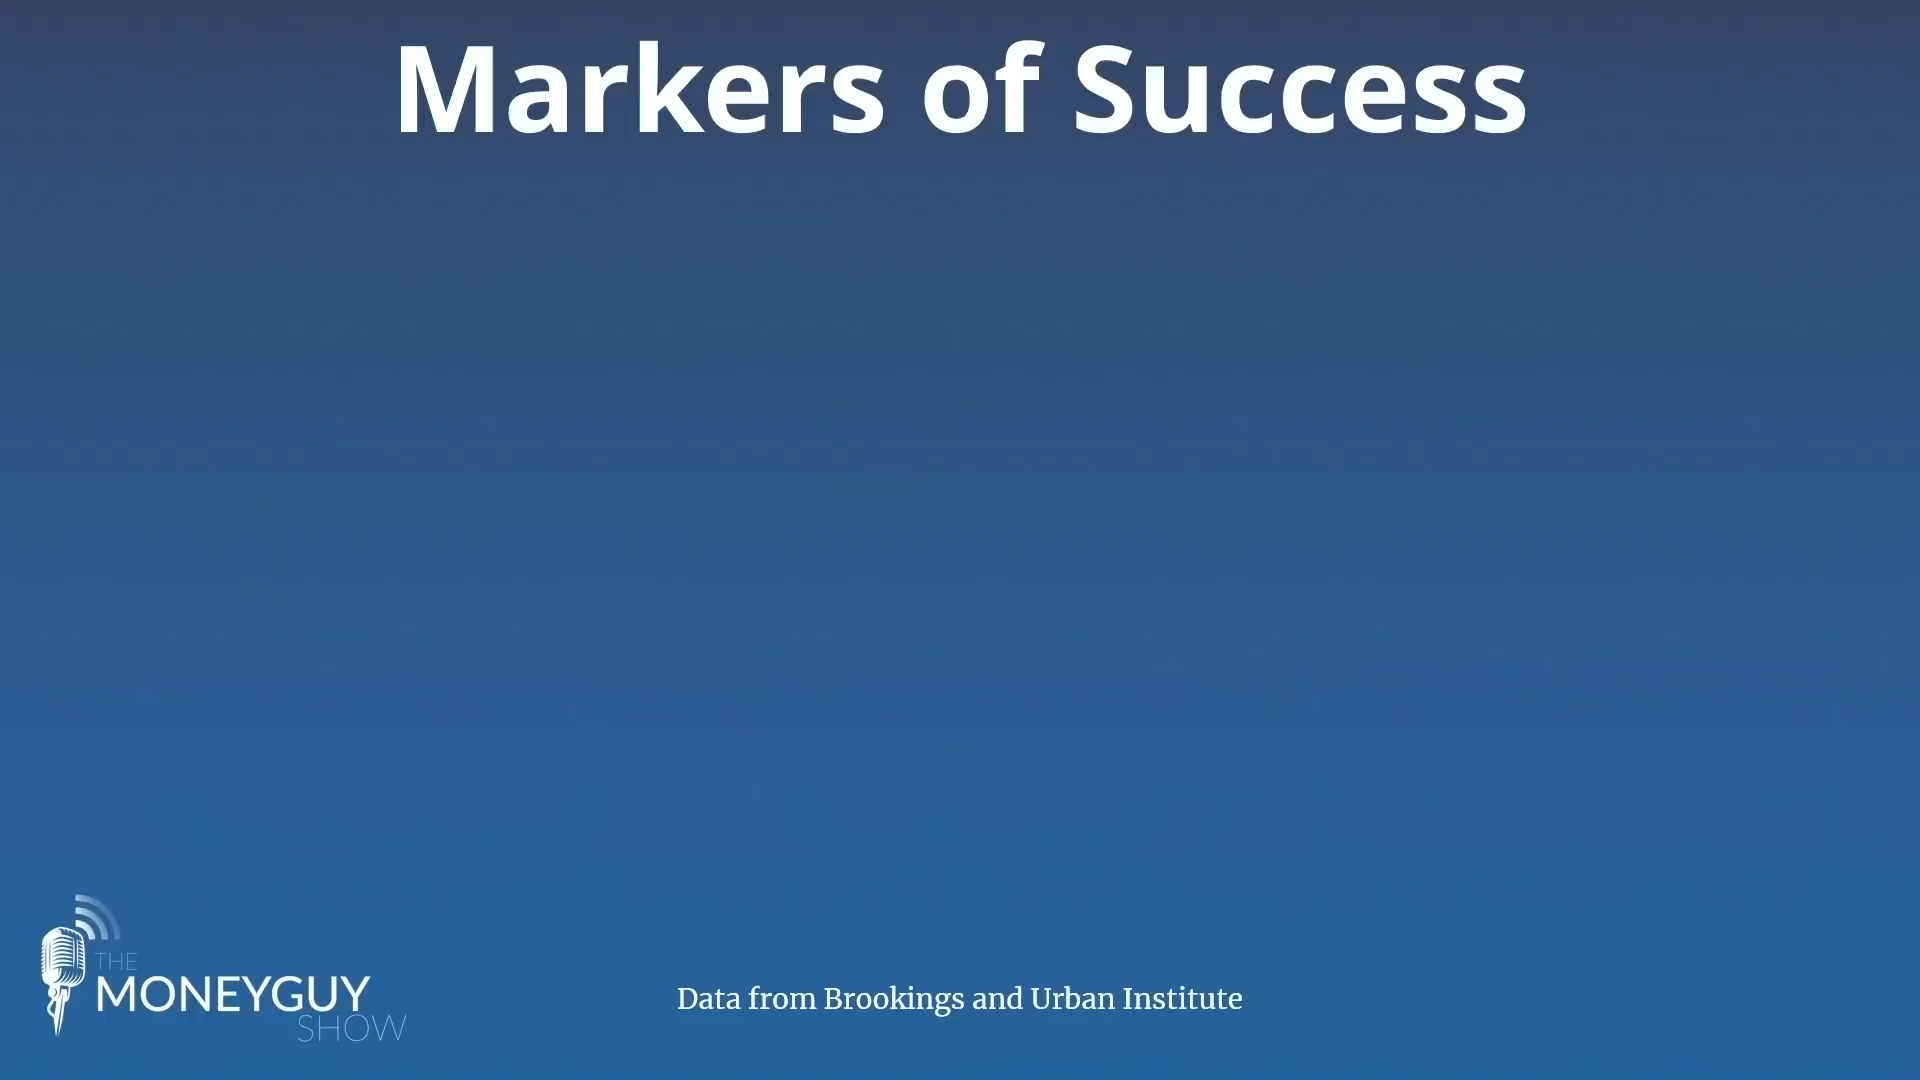 Markers of Success
THE
MONEYGUY
SHOW
Data from Brookings and Urban Institute